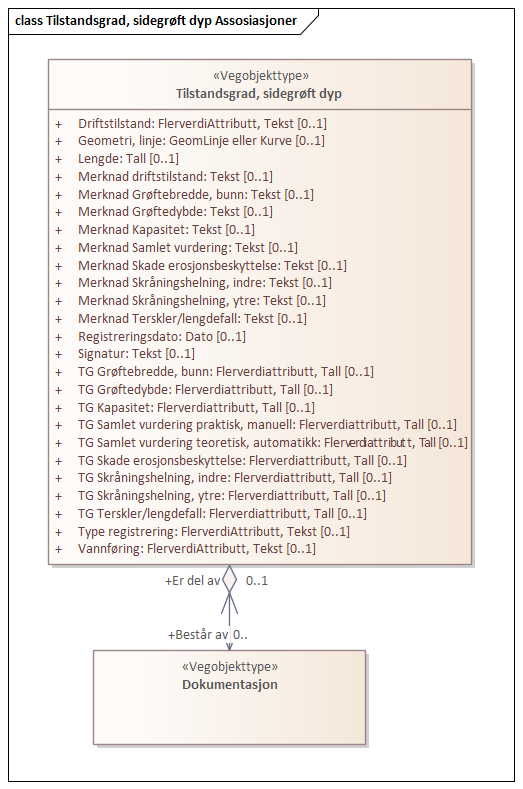 class Tilstandsgrad, sidegrøft dyp Assosiasjoner
«Vegobjekttype»
Tilstandsgrad, sidegrøft dyp
+ Driftstilstand: FlerverdiAttributt, Tekst [0..1]
+ Geometri, linje: GeomLinje eller Kurve [0..1]
+ Lengde: Tall [0..1]
+ Merknad driftstilstand: Tekst [0..1]
+ Merknad Grøftebredde, bunn: Tekst [0..1]
+ Merknad Grøftedybde: Tekst [0..1]
+ Merknad Kapasitet: Tekst [0..1]
+ Merknad Samlet vurdering: Tekst [0..1]
+ Merknad Skade erosjonsbeskyttelse: Tekst [0..1]
+ Merknad Skråningshelning, indre: Tekst [0..1]
+ Merknad Skråningshelning, ytre: Tekst [0..1]
+ Merknad Terskler/lengdefall: Tekst [0..1]
+ Registreringsdato: Dato [0..1]
+ Signatur: Tekst [0..1]
+ TG Grøftebredde, bunn: Flerverdiattributt, Tall [0..1]
+ TG Grøftedybde: Flerverdiattributt, Tall [0..1]
+ TG Kapasitet: Flerverdiattributt, Tall [0..1]
+ TG Samlet vurdering praktisk, manuell: Flerverdiattributt, Tall [0..1]
+ TG Samlet vurdering teoretisk, automatikk: Flerverdiattributt, Tall [0..1]
+ TG Skade erosjonsbeskyttelse: Flerverdiattributt, Tall [0..1]
+ TG Skråningshelning, indre: Flerverdiattributt, Tall [0..1]
+ TG Skråningshelning, ytre: Flerverdiattributt, Tall [0..1]
+ TG Terskler/lengdefall: Flerverdiattributt, Tall [0..1]
+ Type registrering: FlerverdiAttributt, Tekst [0..1]
+ Vannføring: FlerverdiAttributt, Tekst [0..1]
+Er del av 0..1
+Består av 0..
«Vegobjekttype»
Dokumentasjon